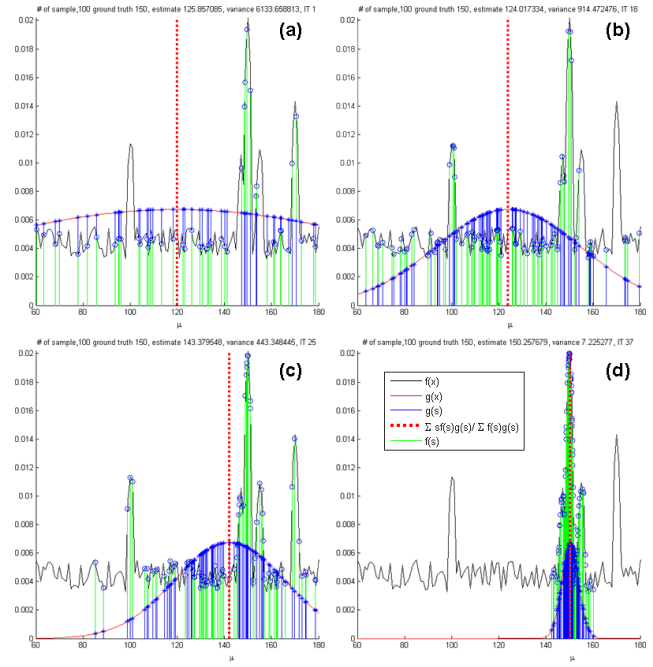 # of sample,100 ground truth 150, estimate 125.857085, variance 6133.658813, IT 1
(a)
0.02
0.018
0.016
0.014
0.012
0.01
0.008
0.006
0.004
0.002
0
60 80 100 120 140 160 180
μ
# of sample,100 ground truth 150, estimate 124.017334, variance 914.472476, IT 18
(b)
0.02
0.018
0.016
0.014
0.012
0.01
0.008
0.006
0.004
0.002
0
60 80 100 120 140 160 180
μ
# of sample,100 ground truth 150, estimate 143.379548, variance 443.348445, IT 25
(c)
0.02
0.018
0.016
0.014
0.012
0.01
0.008
0.006
0.004
0.002
0
60 80 100 120 140 160 180
μ
# of sample,100 ground truth 150, estimate 150.257679, variance 7.225277, IT 37
(d)
f(x)
g(x)
g(s)
Σ sf(s)g(s)/ Σ f(s)g(s)
f(s)
0.02
0.018
0.016
0.014
0.012
0.01
0.008
0.006
0.004
0.002
0
60 80 100 120 140 160 180
μ